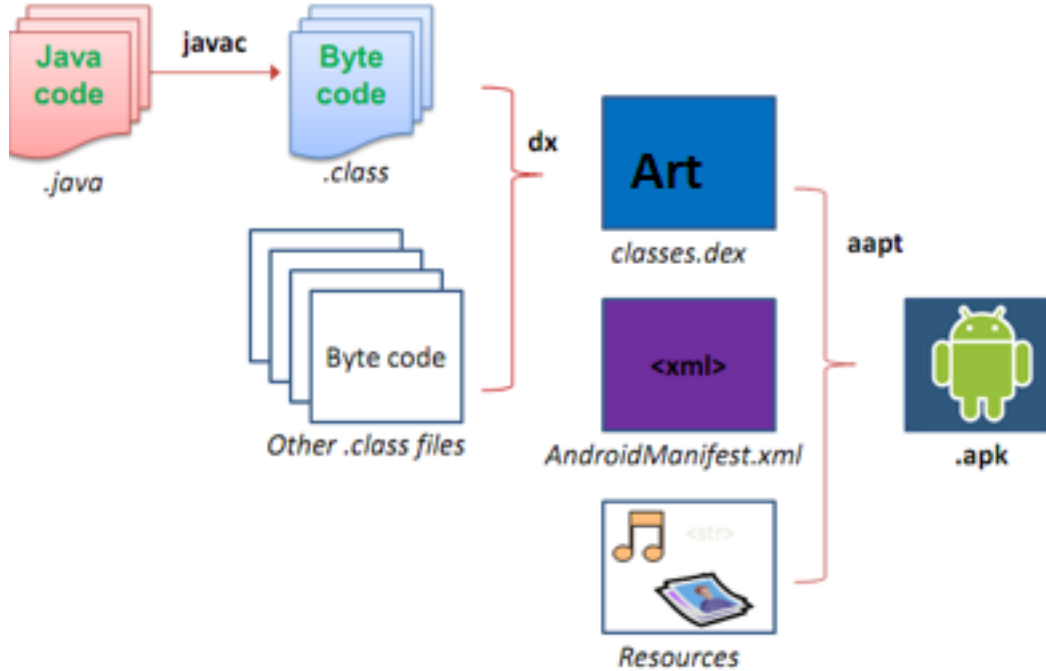 Java
code
.java
javac
Byte
code
.class
Byte code
Other .class files
dx
Art
classes.dex
<xml>
AndroidManifest.xml
<str>
Resources
aapt
.apk